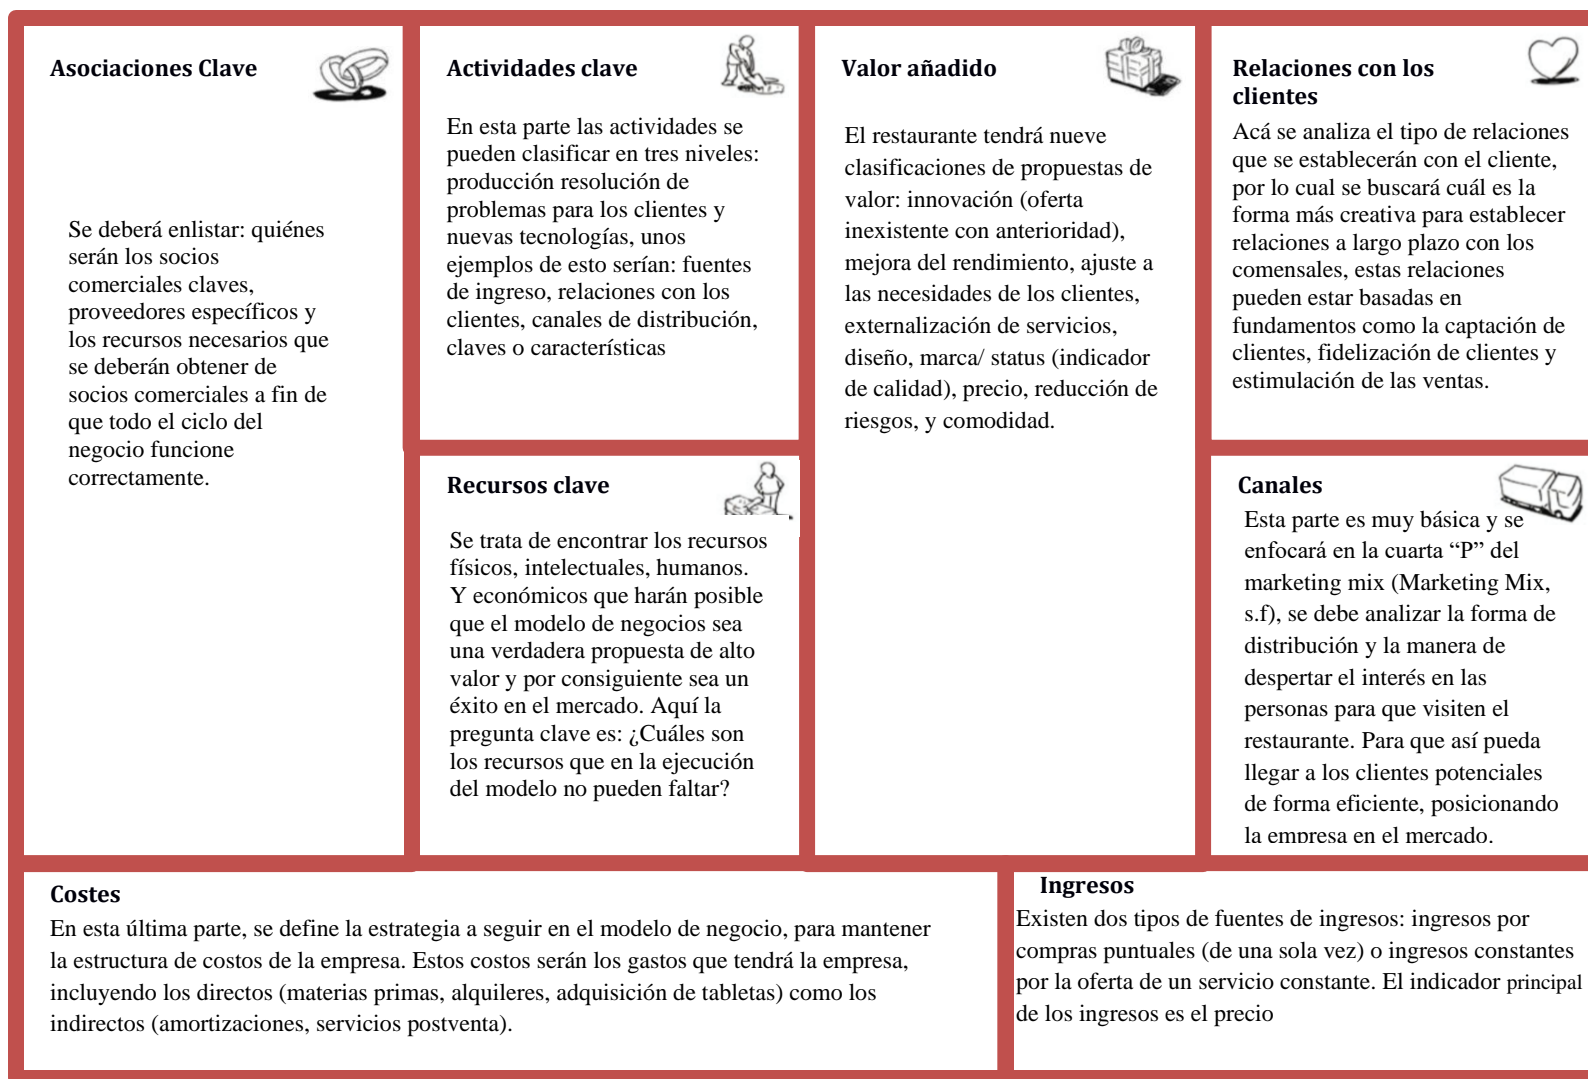 Asociaciones Clave
Se deberá enlistar: quiénes
serán los socios
comerciales claves,
proveedores específicos y
los recursos necesarios que
se deberán obtener de
socios comerciales a fin de
que todo el ciclo del
negocio funcione
correctamente.
Actividades clave
En esta parte las actividades se
pueden clasificar en tres niveles:
producción resolución de
problemas para los clientes y
nuevas tecnologías, unos
ejemplos de esto serían: fuentes
de ingreso, relaciones con los
clientes, canales de distribución,
claves o características
Recursos clave
Se trata de encontrar los recursos
físicos, intelectuales, humanos.
Y económicos que harán posible
que el modelo de negocios sea
una verdadera propuesta de alto
valor y por consiguiente sea un
éxito en el mercado. Aquí la
pregunta clave es: ¿Cuáles son
los recursos que en la ejecución
del modelo no pueden faltar?
Valor añadido
El restaurante tendrá nueve
clasificaciones de propuestas de
valor: innovación (oferta
inexistente con anterioridad),
mejora del rendimiento, ajuste a
las necesidades de los clientes,
externalización de servicios,
diseño, marca/ status (indicador
de calidad), precio, reducción de
riesgos, y comodidad.
Relaciones con los
clientes
Acá se analiza el tipo de relaciones
que se establecerán con el cliente,
por lo cual se buscará cuál es la
forma más creativa para establecer
relaciones a largo plazo con los
comensales, estas relaciones
pueden estar basadas en
fundamentos como la captación de
clientes, fidelización de clientes y
estimulación de las ventas.
Canales
Esta parte es muy básica y se
enfocará en la cuarta “P” del
marketing mix (Marketing Mix,
s.f), se debe analizar la forma de
distribución y la manera de
despertar el interés en las
personas para que visiten el
restaurante. Para que así pueda
llegar a los clientes potenciales
de forma eficiente, posicionando
la empresa en el mercado.
Costes
En esta última parte, se define la estrategia a seguir en el modelo de negocio, para mantener
la estructura de costos de la empresa. Estos costos serán los gastos que tendrá la empresa,
incluyendo los directos (materias primas, alquileres, adquisición de tabletas) como los
indirectos (amortizaciones, servicios postventa).
Ingresos
Existen dos tipos de fuentes de ingresos: ingresos por
compras puntuales (de una sola vez) o ingresos constantes
por la oferta de un servicio constante. El indicador principal
de los ingresos es el precio